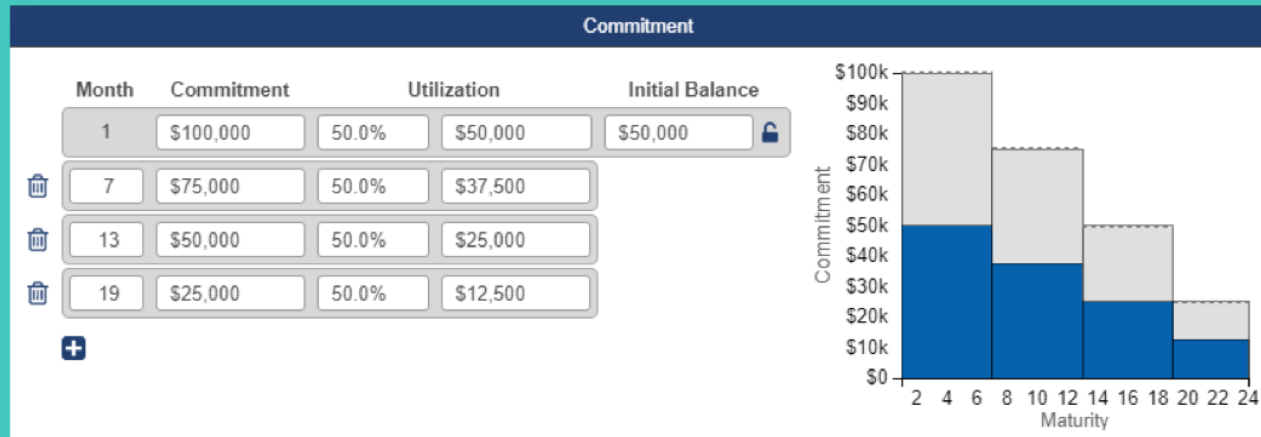 Commitment
Month Commitment Utilization Initial Balance
1 $100,000 50.0% $50,000 $50,000
7 $75,000 50.0% $37,500
13 $50,000 50.0% $25,000
19 $25,000 50.0% $12,500
$100k
$90k
$80k
$70k
$60k
$50k
$40k
$30k
$20k
$10k
$0
Commitment
2 4 6 8 10 12 14 16 18 20 22 24
Maturity